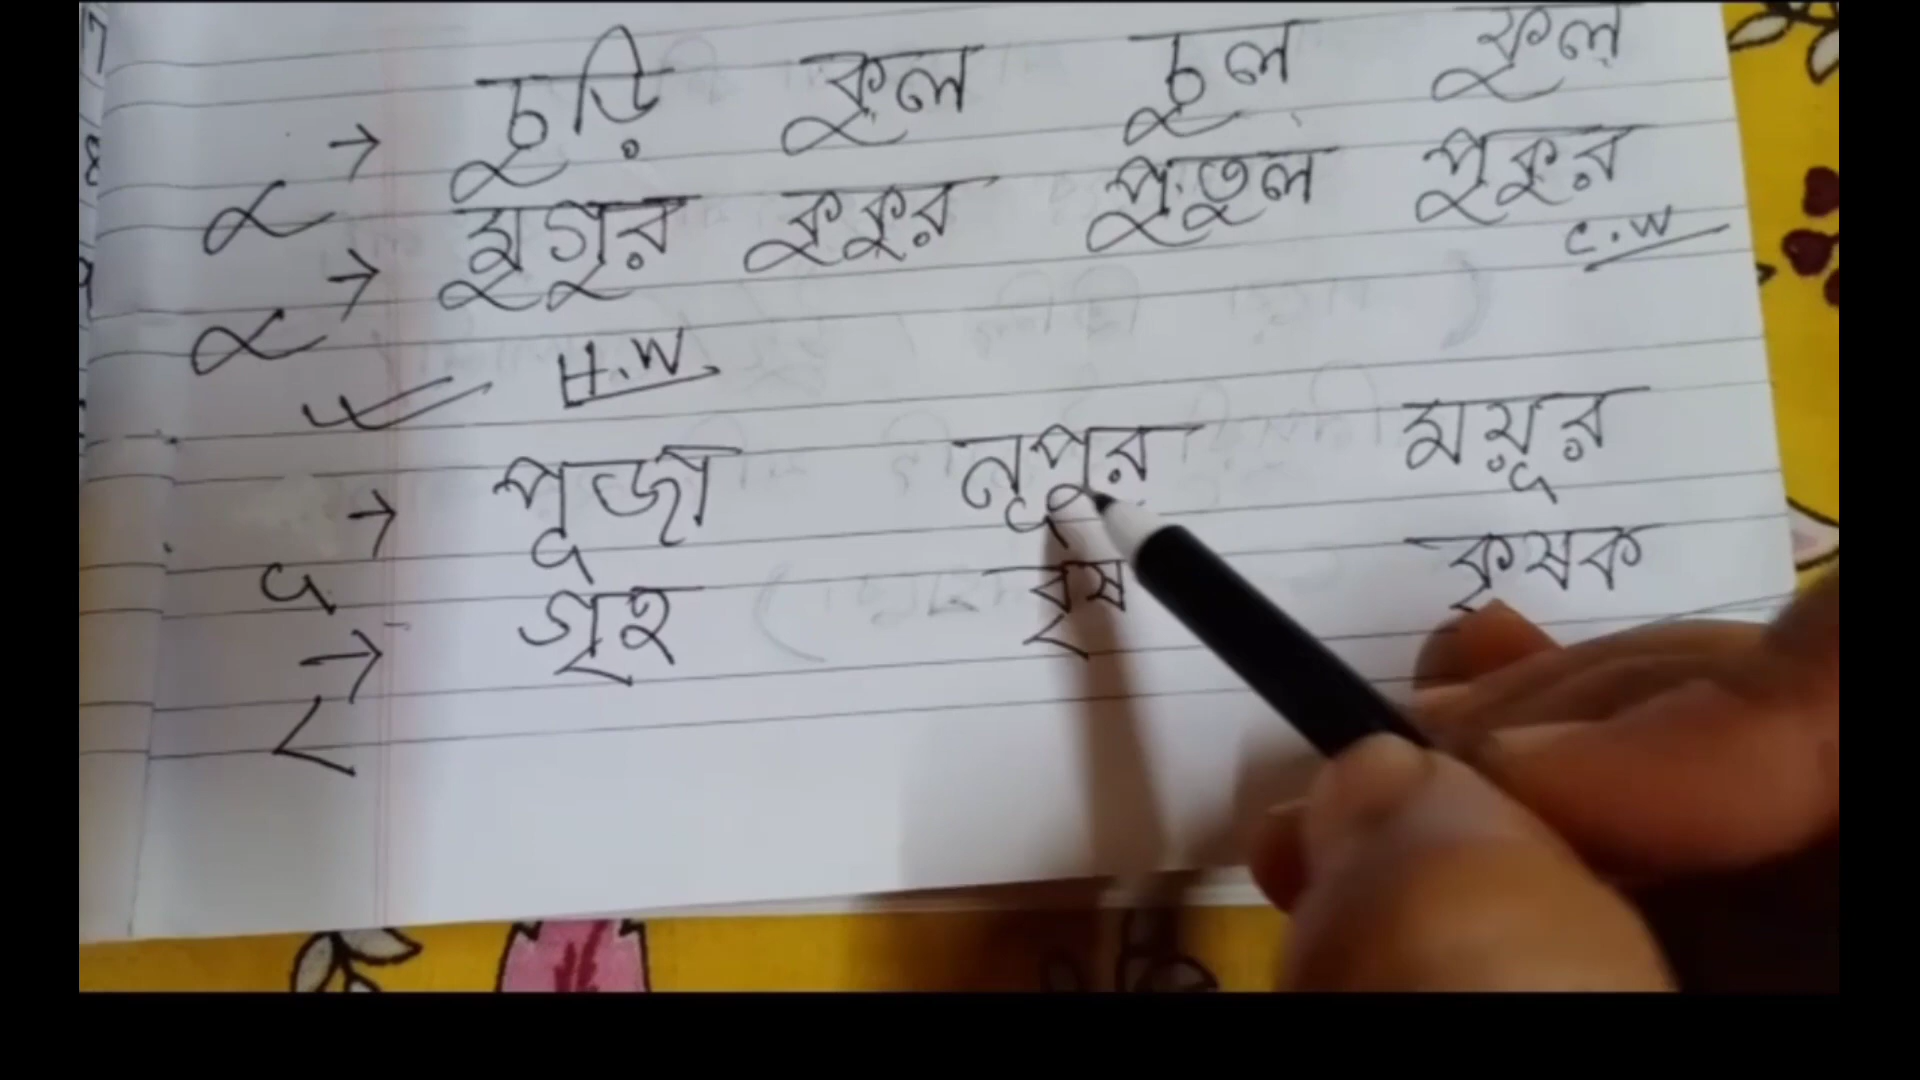 ু → চুড়ি কুল চুল ফুল
ু → মুগুর কুকুর পুতুল পুকুর
C.W
H.W
ূ → পূজা নূপুর ময়ূর
ৃ → গৃহ বৃষ কৃষক